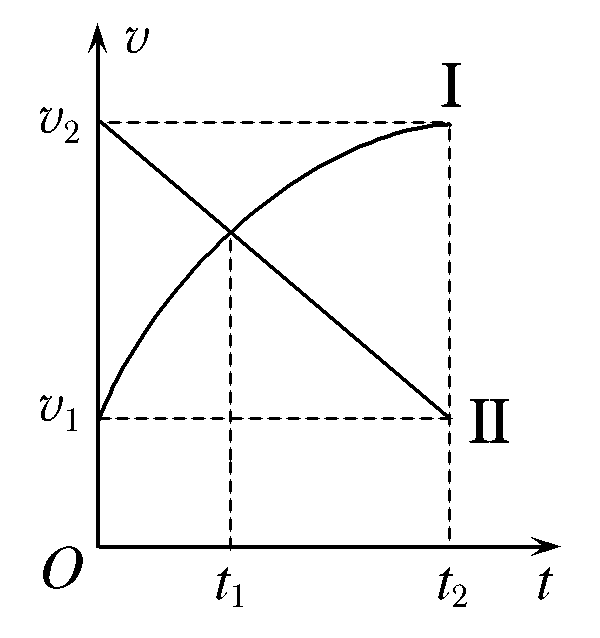 v
I
v₂
v₁
II
O
t₁
t₂
t